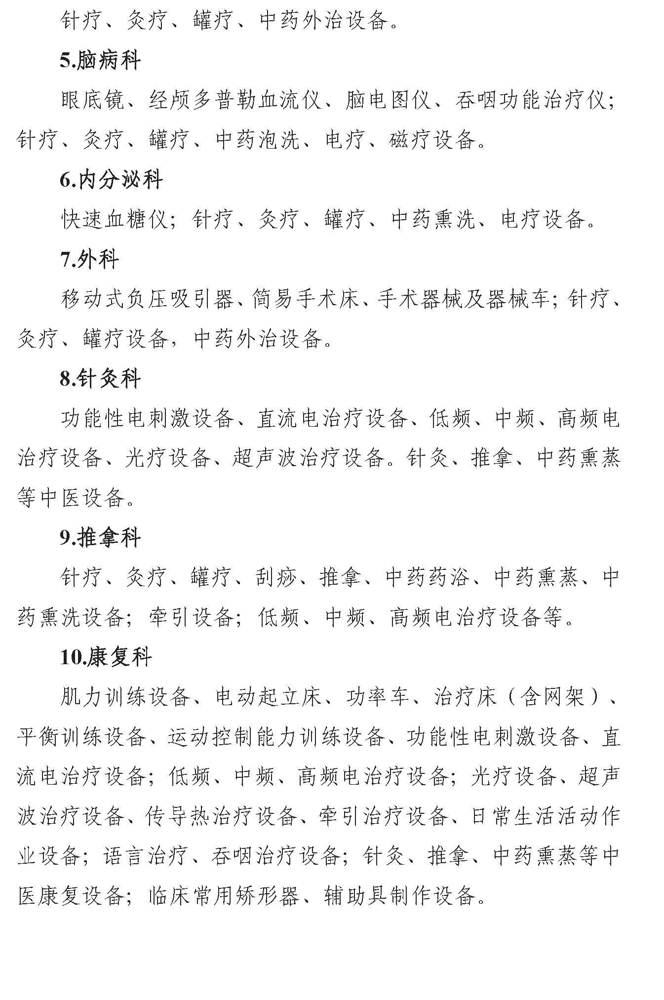 针疗、灸疗、罐疗、中药外治设备。
5.脑病科
眼底镜、经颅多普勒血流仪、脑电图仪、吞咽功能治疗仪；
针疗、灸疗、罐疗、中药泡洗、电疗、磁疗设备。
6.内分泌科
快速血糖仪；针疗、灸疗、罐疗、中药熏洗、电疗设备。
7.外科
移动式负压吸引器、简易手术床、手术器械及器械车；针疗、
灸疗、罐疗设备，中药外治设备。
8.针灸科
功能性电刺激设备、直流电治疗设备、低频、中频、高频电
治疗设备、光疗设备、超声波治疗设备。针灸、推拿、中药熏蒸
等中医设备。
9.推拿科
针疗、灸疗、罐疗、刮痧、推拿、中药药浴、中药熏蒸、中
药熏洗设备；牵引设备；低频、中频、高频电治疗设备等。
10.康复科
肌力训练设备、电动起立床、功率车、治疗床（含网架）、
平衡训练设备、运动控制能力训练设备、功能性电刺激设备、直
流电治疗设备；低频、中频、高频电治疗设备；光疗设备、超声
波治疗设备、传导热治疗设备、牵引治疗设备、日常生活活动作
业设备；语言治疗、吞咽治疗设备；针灸、推拿、中药熏蒸等中
医康复设备；临床常用矫形器、辅助具制作设备。